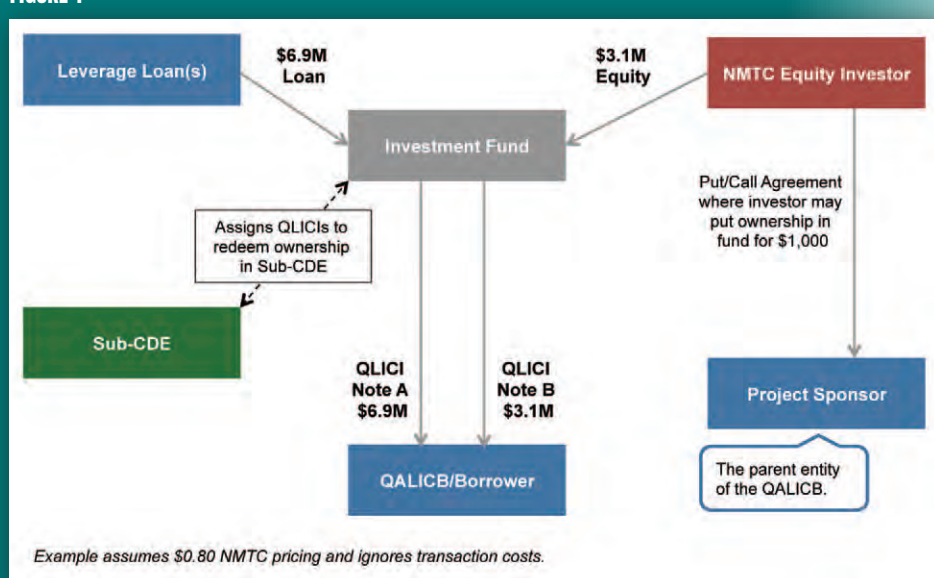 FIGURE 1
Leverage Loan(s)
$6.9M
Loan
$3.1M
Equity
NMTC Equity Investor
Investment Fund
Put/Call Agreement
where investor may
put ownership in
fund for $1,000
Assigns QLICIs to
redeem ownership
in Sub-CDE
Sub-CDE
QLICI
Note A
$6.9M
QLICI
Note B
$3.1M
Project Sponsor
QALICB/Borrower
The parent entity
of the QALICB.
Example assumes $0.80 NMTC pricing and ignores transaction costs.